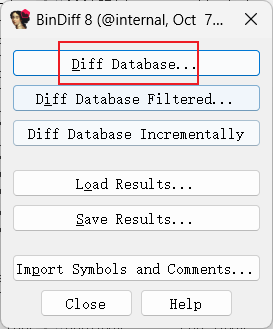 BinDiff 8 (@internal, Oct 7...
Diff Database...
Diff Database Filtered...
Diff Database Incrementally
Load Results...
Save Results...
Import Symbols and Comments...
Close
Help